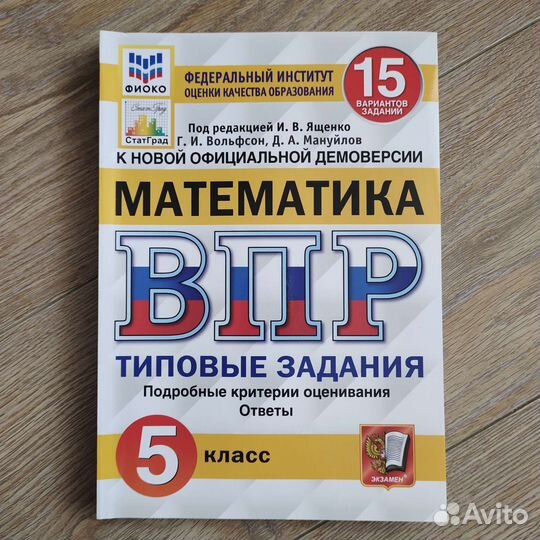 ФИОКО
ФЕДЕРАЛЬНЫЙ ИНСТИТУТ
ОЦЕНКИ КАЧЕСТВА ОБРАЗОВАНИЯ
15
ВАРИАНТОВ
ЗАДАНИЙ
СтатГрад
СтатГрад
Под редакцией И. В. Ященко
Г. И. Вольфсон, Д. А. Мануйлов
К НОВОЙ ОФИЦИАЛЬНОЙ ДЕМОВЕРСИИ
МАТЕМАТИКА
ВПР
ТИПОВЫЕ ЗАДАНИЯ
Подробные критерии оценивания
Ответы
5 класс
ЭКЗАМЕН
Avito